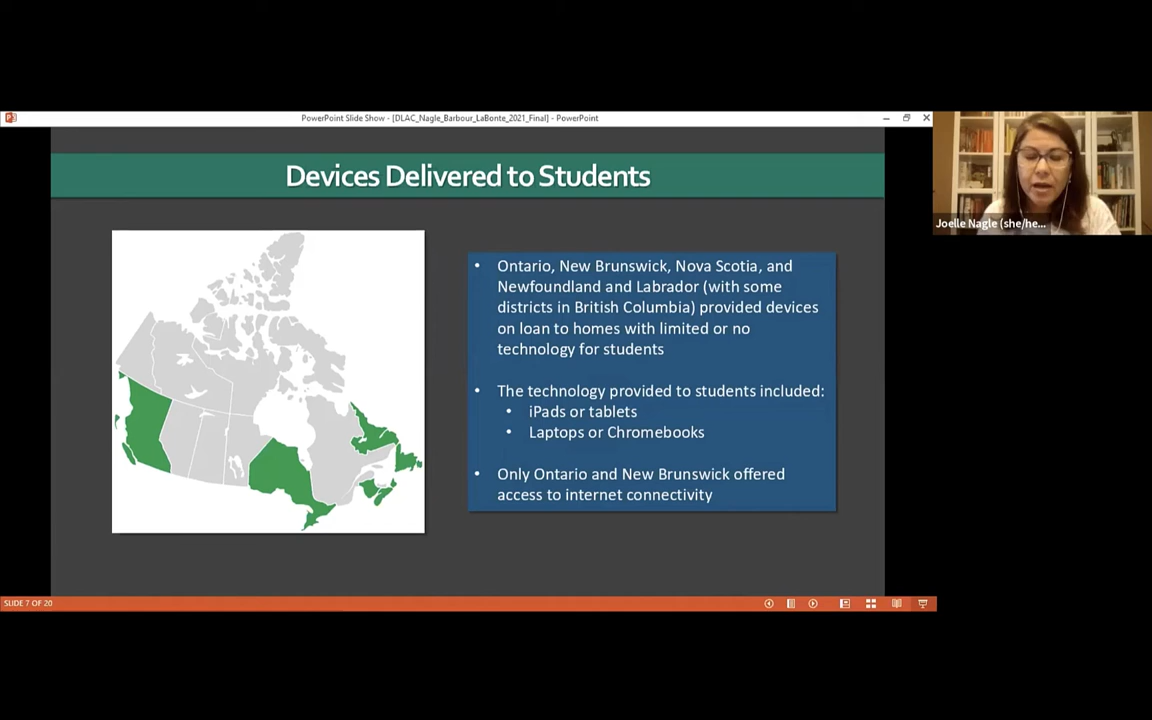 PowerPoint Slide Show - [DLAC_Nagle_Barbour_LaBonte_2021_Final] - PowerPoint
Devices Delivered to Students
Joelle Nagle (she/he...
• Ontario, New Brunswick, Nova Scotia, and
Newfoundland and Labrador (with some
districts in British Columbia) provided devices
on loan to homes with limited or no
technology for students
• The technology provided to students included:
• iPads or tablets
• Laptops or Chromebooks
• Only Ontario and New Brunswick offered
access to internet connectivity
SLIDE 7 OF 20